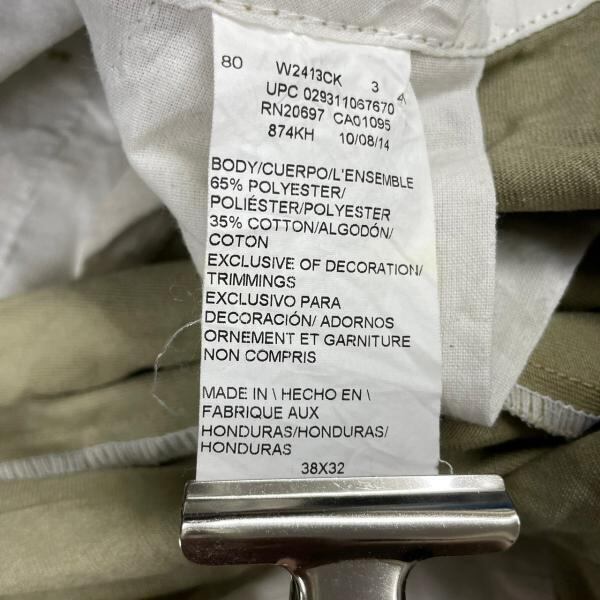 80 W2413CK 3 4
UPC 029311067670
RN20697 CA01095
874KH 10/08/14
BODY/CUERPO/L'ENSEMBLE
65% POLYESTER/
POLIÉSTER/POLYESTER
35% COTTON/ALGODÓN/
COTON
EXCLUSIVE OF DECORATION/
TRIMMINGS
EXCLUSIVO PARA
DECORACIÓN/ ADORNOS
ORNEMENT ET GARNITURE
NON COMPRIS
MADE IN \ HECHO EN \
FABRIQUE AUX
HONDURAS/HONDURAS/
HONDURAS
38X32